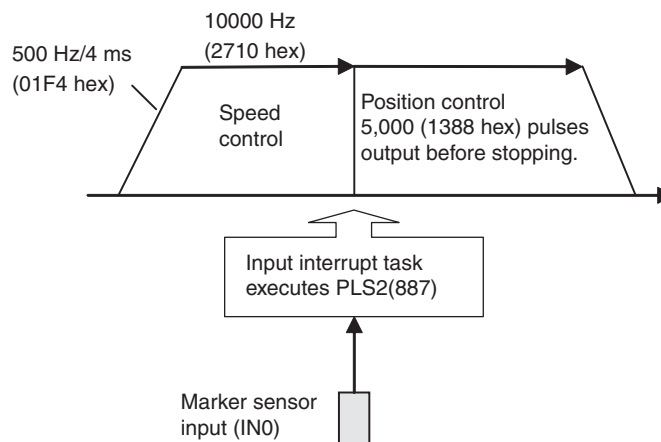 10000 Hz
(2710 hex)
500 Hz/4 ms
(01F4 hex)
Speed
control
Position control
5,000 (1388 hex) pulses
output before stopping.
Input interrupt task
executes PLS2(887)
Marker sensor
input (IN0)